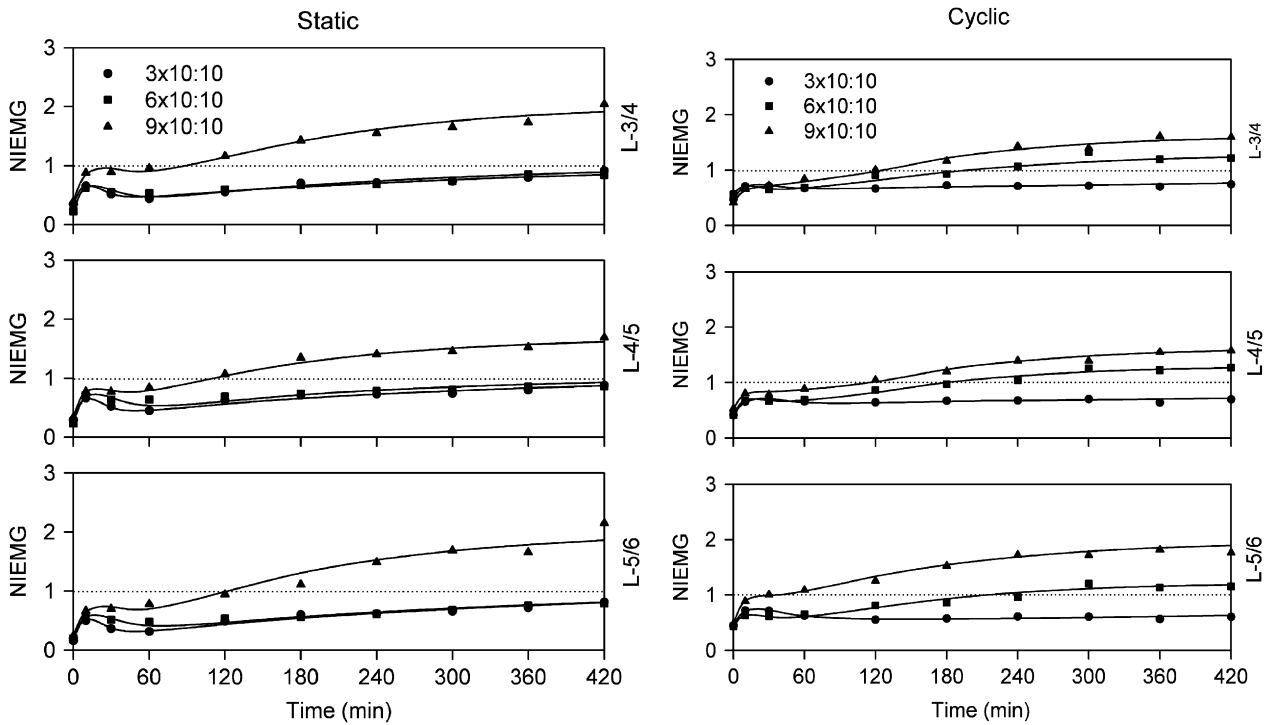 Static
Cyclic
3
2
1
0
NIEMG
3x10:10
6x10:10
9x10:10
L-3/4
3
2
1
0
NIEMG
3x10:10
6x10:10
9x10:10
L-3/4
3
2
1
0
NIEMG
L-4/5
3
2
1
0
NIEMG
L-4/5
3
2
1
0
NIEMG
L-5/6
3
2
1
0
NIEMG
L-5/6
0 60 120 180 240 300 360 420
Time (min)
0 60 120 180 240 300 360 420
Time (min)